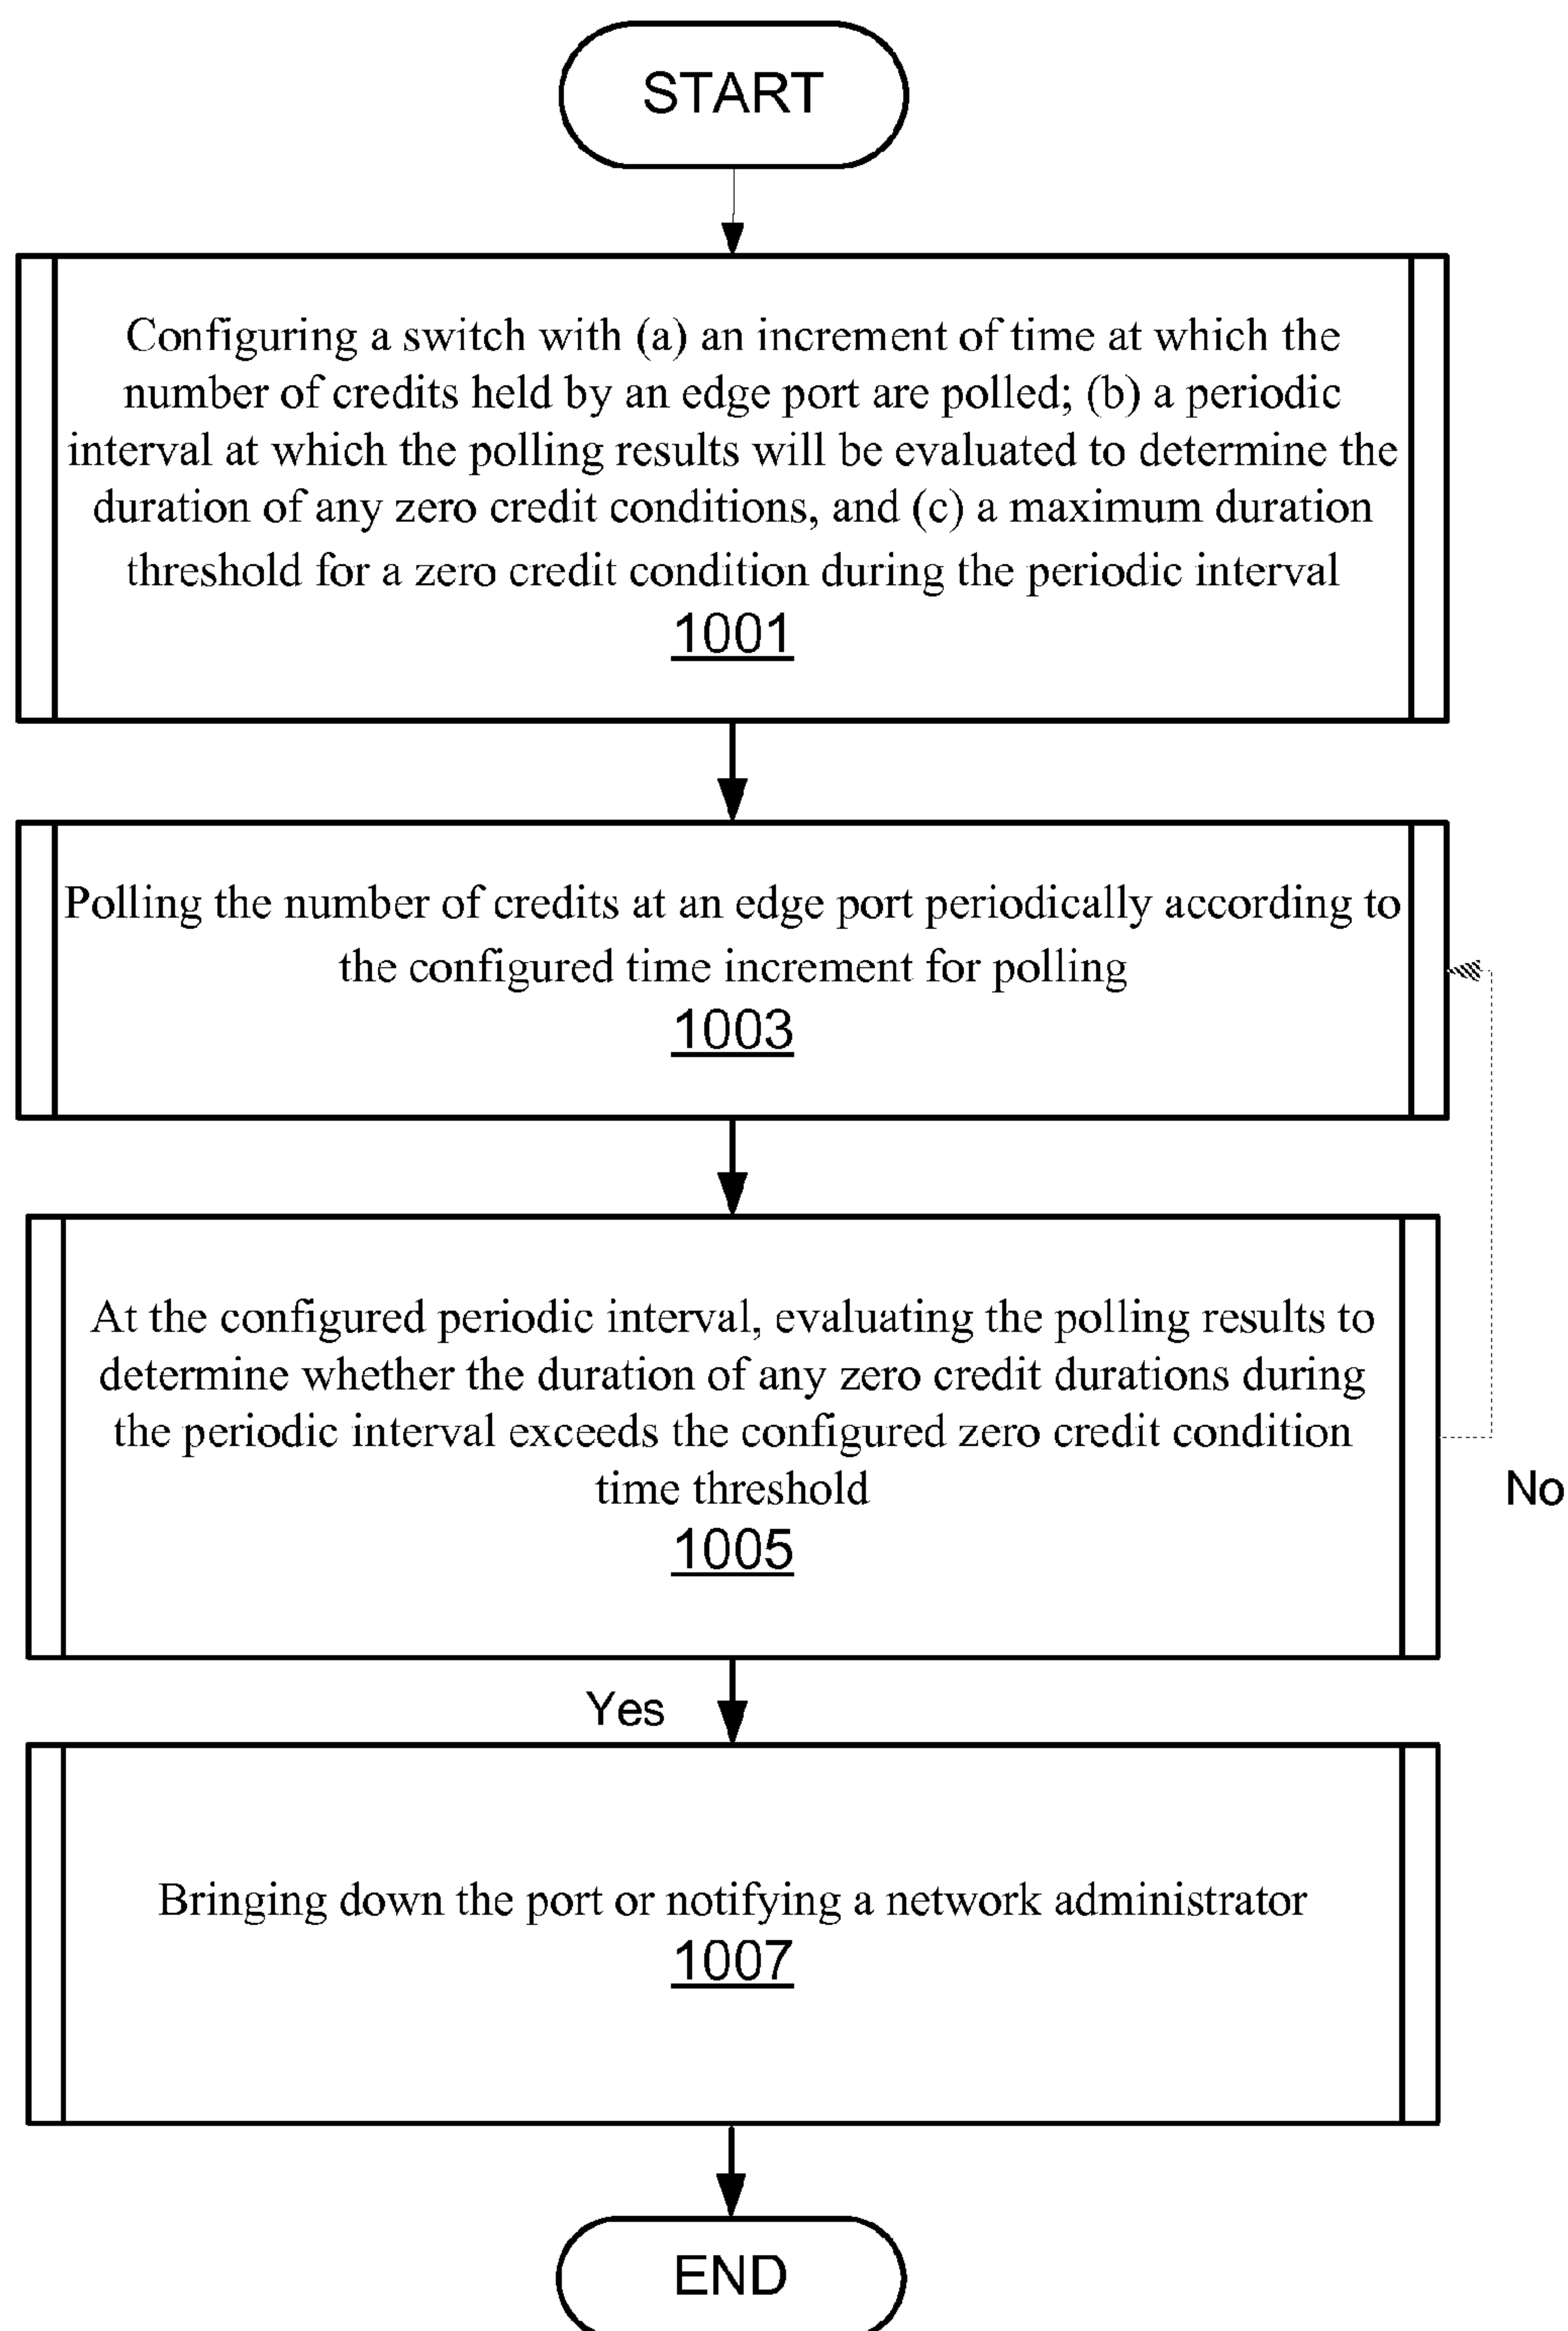 START
Configuring a switch with (a) an increment of time at which the
number of credits held by an edge port are polled; (b) a periodic
interval at which the polling results will be evaluated to determine the
duration of any zero credit conditions, and (c) a maximum duration
threshold for a zero credit condition during the periodic interval
1001
Polling the number of credits at an edge port periodically according to
the configured time increment for polling
1003
At the configured periodic interval, evaluating the polling results to
determine whether the duration of any zero credit durations during
the periodic interval exceeds the configured zero credit condition
time threshold
1005
No
Yes
Bringing down the port or notifying a network administrator
1007
END